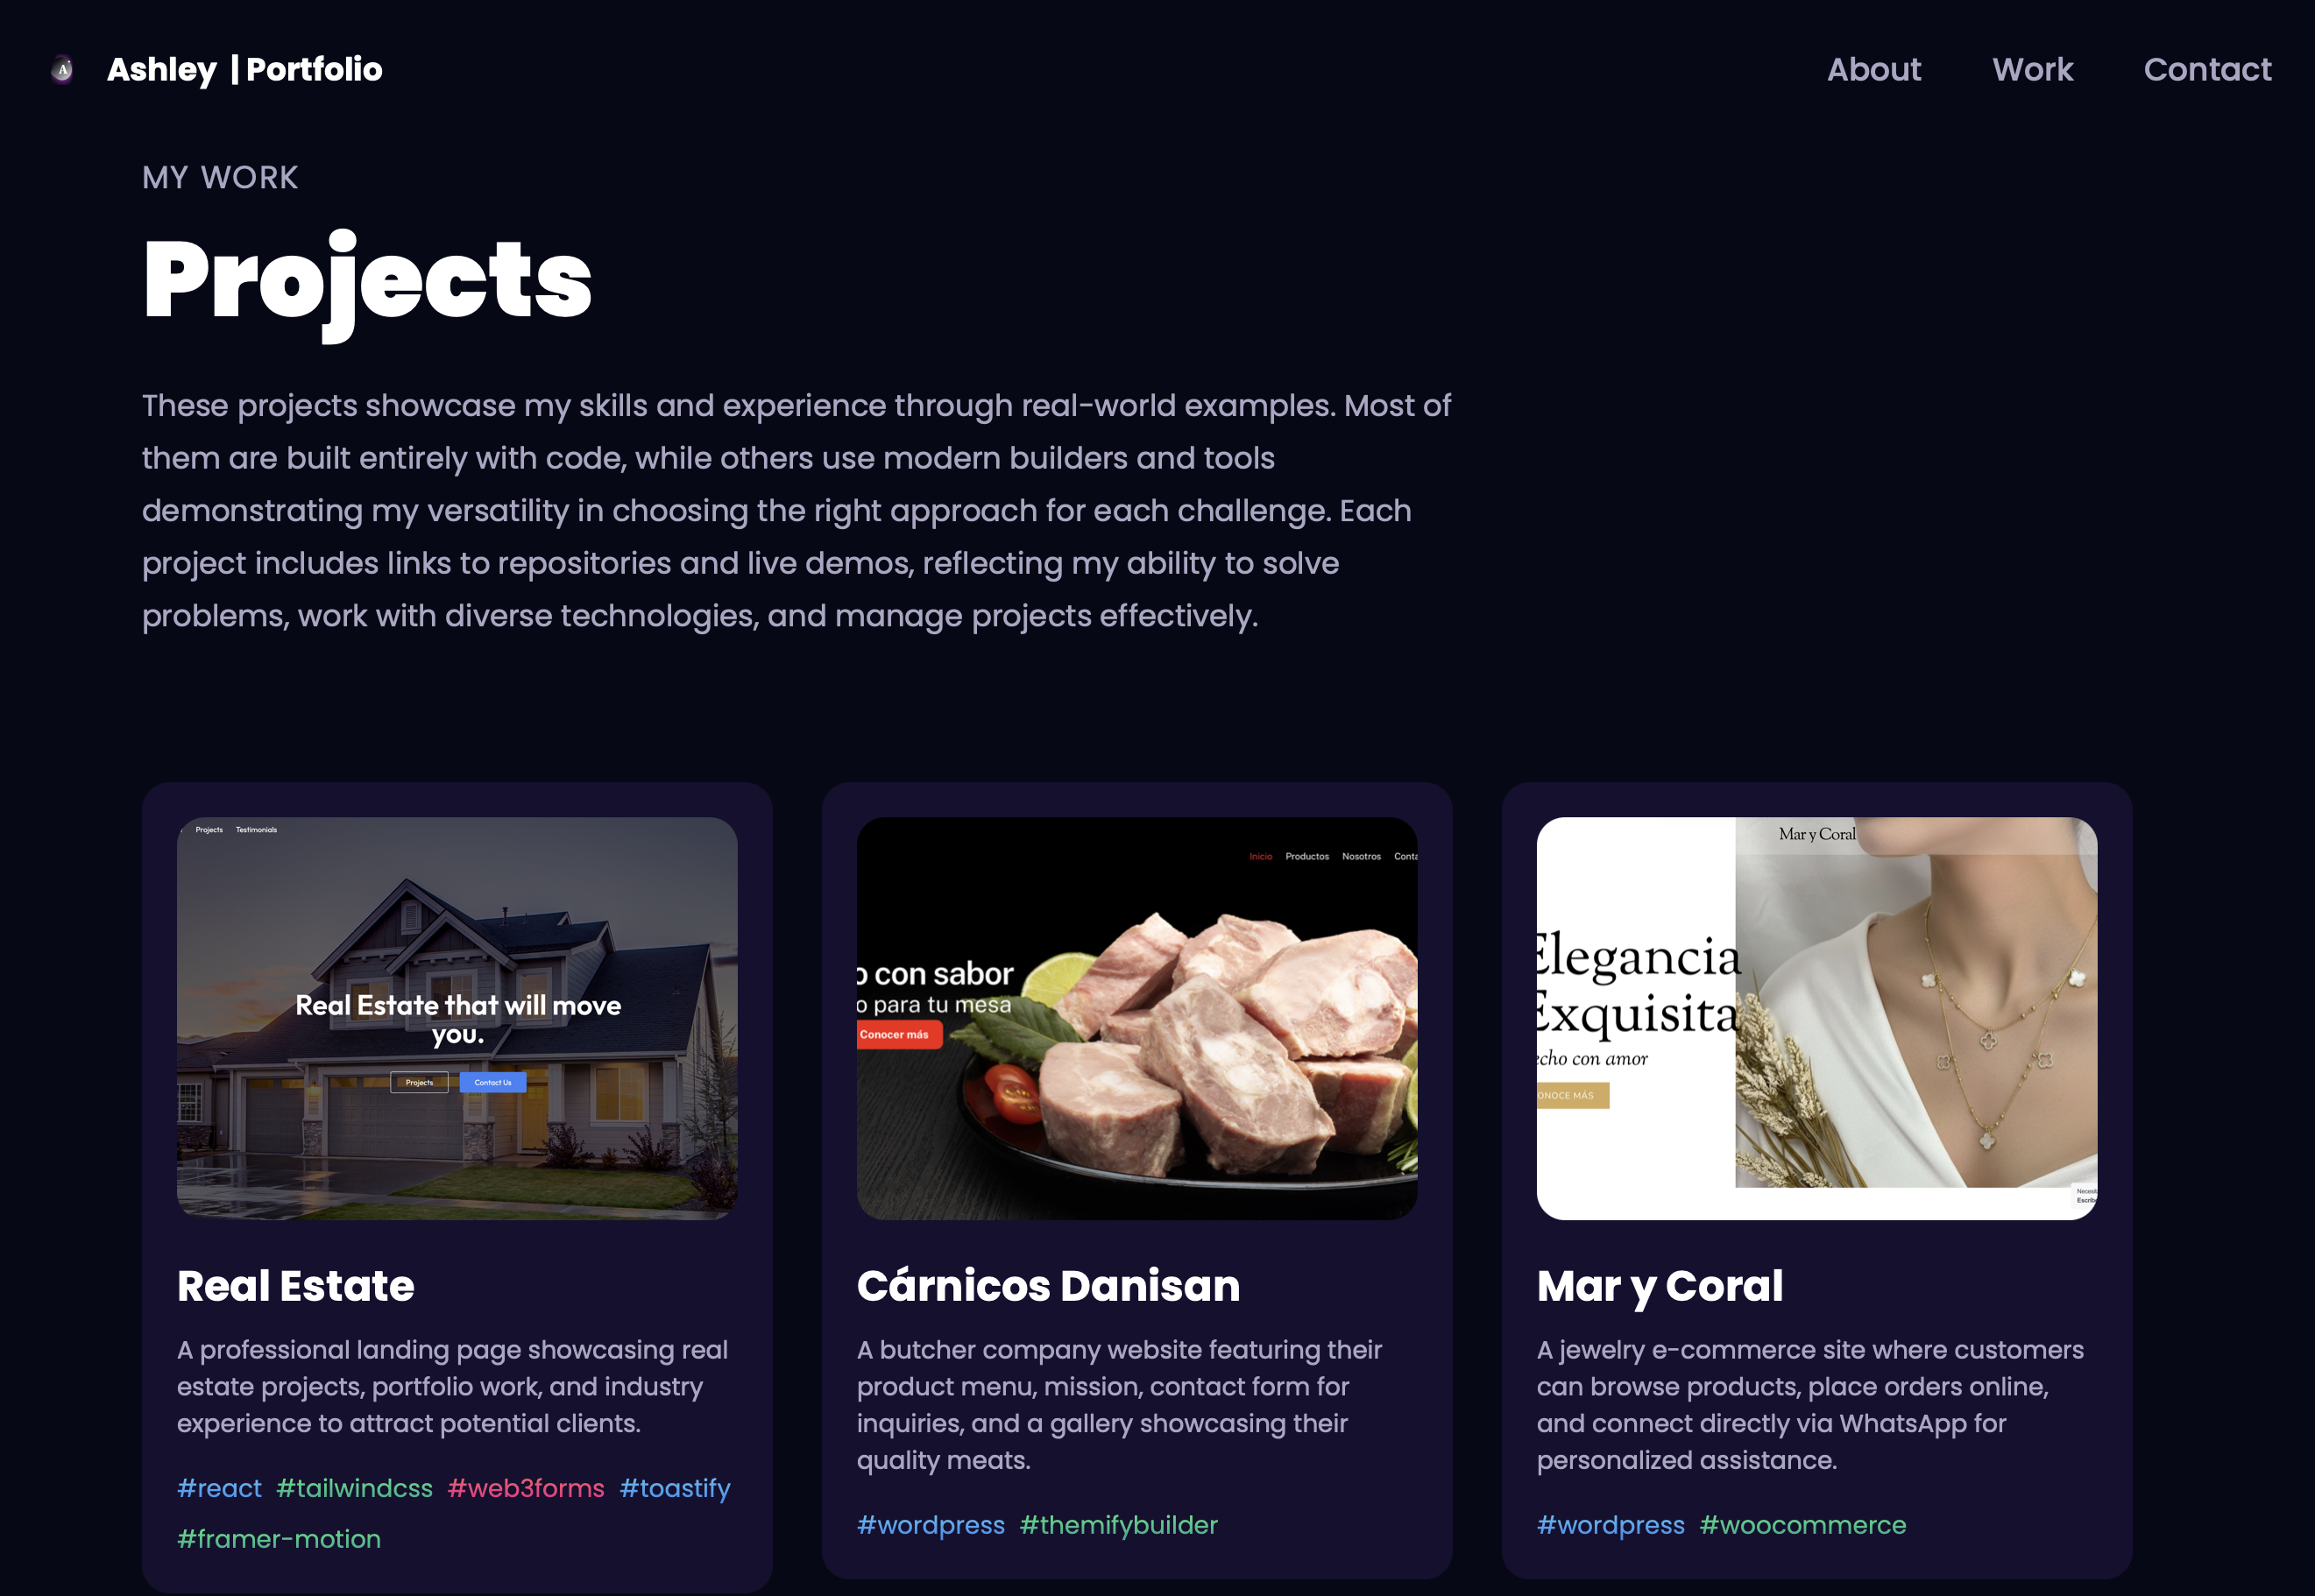 A
Ashley | Portfolio
About Work Contact
MY WORK
Projects
These projects showcase my skills and experience through real-world examples. Most of
them are built entirely with code, while others use modern builders and tools
demonstrating my versatility in choosing the right approach for each challenge. Each
project includes links to repositories and live demos, reflecting my ability to solve
problems, work with diverse technologies, and manage projects effectively.
Projects Testimonials
Real Estate that will move
you.
Projects Contact Us
Real Estate
A professional landing page showcasing real
estate projects, portfolio work, and industry
experience to attract potential clients.
#react #tailwindcss #web3forms #toastify
#framer-motion
Inicio Productos Nosotros Conta
o con sabor
o para tu mesa
Conocer más
Cárnicos Danisan
A butcher company website featuring their
product menu, mission, contact form for
inquiries, and a gallery showcasing their
quality meats.
#wordpress #themifybuilder
Mar y Coral
Elegancia
Exquisita
echo con amor
ONOCE MÁS
Mar y Coral
A jewelry e-commerce site where customers
can browse products, place orders online,
and connect directly via WhatsApp for
personalized assistance.
#wordpress #woocommerce